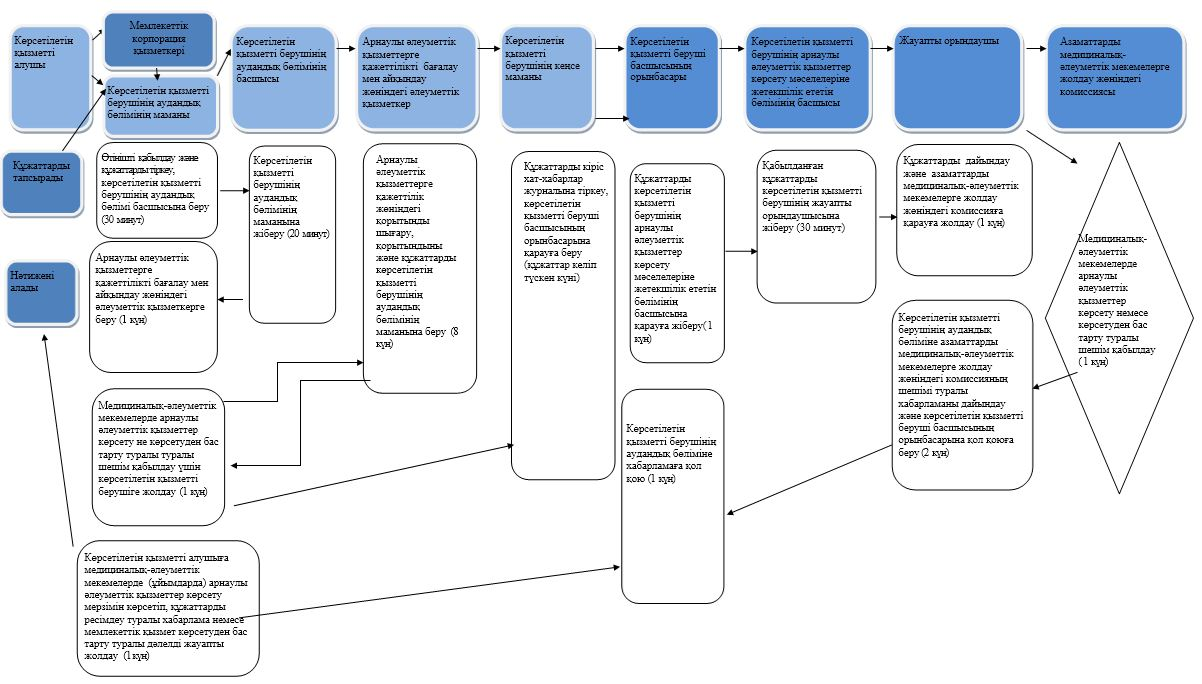 Көрсетілетін
қызметті
алушы
Мемлекеттік
корпорация
қызметкері
Көрсетілетін қызметті
берушінің аудандық
бөлімінің маманы
Көрсетілетін
қызметті берушінің
аудандық бөлімінің
басшысы
Арнаулы әлеуметтік
қызметтерге
қажеттілікті бағалау
мен айқындау
жөніндегі әлеуметтік
қызметкер
Көрсетілетін
қызметті
берушінің кеңсе
маманы
Көрсетілетін
қызметті беруші
басшысының
орынбасары
Көрсетілетін қызметті
берушінің арнаулы
әлеуметтік қызметтер
көрсету мәселелеріне
жетекшілік ететін
бөлімінің басшысы
Жауапты орындаушы
Азаматтарды
медициналық-
әлеуметтік мекемелерге
жолдау жөніндегі
комиссиясы
Құжаттарды
тапсырады
Өтінішті қабылдау және
құжаттарды тіркеу,
көрсетілетін қызметті
берушінің аудандық
бөлімі басшысына беру
(30 минут)
Көрсетілетін
қызметті
берушінің
аудандық
бөлімінің
маманына
жіберу (20 минут)
Арнаулы
әлеуметтік
қызметтерге
қажеттілік
жөніндегі
қорытынды
шығару,
қорытындыны
және құжаттарды
көрсетілетін
қызметті
берушінің
аудандық
бөлімінің
маманына беру (8
күн)
Құжаттарды кіріс
хат-хабарлар
журналына тіркеу,
көрсетілетін
қызметті беруші
басшысының
орынбасарына
қарауға беру
(құжаттар келіп
түскен күні)
Құжаттарды
көрсетілетін
қызметті
берушінің
арнаулы
әлеуметтік
қызметтер
көрсету
мәселелеріне
жетекшілік ететін
бөлімінің
басшысына
қарауға жіберу( 1
күн)
Қабылданған
құжаттарды
көрсетілетін қызметті
берушінің жауапты
орындаушысына
жіберу (30 минут)
Құжаттарды дайындау
және азаматтарды
медициналық-әлеуметтік
мекемелерге жолдау
жөніндегі комиссияға
қарауға жолдау (1 күн)
Медициналық-
әлеуметтік
мекемелерде
арнаулы
әлеуметтік
қызметтер
көрсету немесе
көрсетуден бас
тарту туралы
шешім қабылдау
(1 күн)
Нәтижені
алады
Арнаулы әлеуметтік
қызметтерге
қажеттілікті бағалау мен
айқындау жөніндегі
әлеуметтік қызметкерге
беру (1 күн)
Көрсетілетін қызметті
берушінің аудандық
бөліміне азаматтарды
медициналық-әлеуметтік
мекемелерге жолдау
жөніндегі комиссияның
шешімі туралы
хабарламаны дайындау
және көрсетілетін қызметті
беруші басшысының
орынбасарына қол қоюға
беру (2 күн)
Медициналық-әлеуметтік
мекемелерде арнаулы
әлеуметтік қызметтер
көрсету не көрсетуден бас
тарту туралы туралы
шешім қабылдау үшін
көрсетілетін қызметті
берушіге жолдау (1 күн)
Көрсетілетін
қызметті берушінің
аудандық бөліміне
хабарламаға қол
қою (1 күн)
Көрсетілетін қызметті алушыға
медициналық-әлеуметтік
мекемелерде (ұйымдарда) арнаулы
әлеуметтік қызметтер көрсету
мерзімін көрсетіп, құжаттарды
ресімдеу туралы хабарлама немесе
мемлекеттік қызмет көрсетуден бас
тарту туралы дәлелді жауапты
жолдау (1күн)